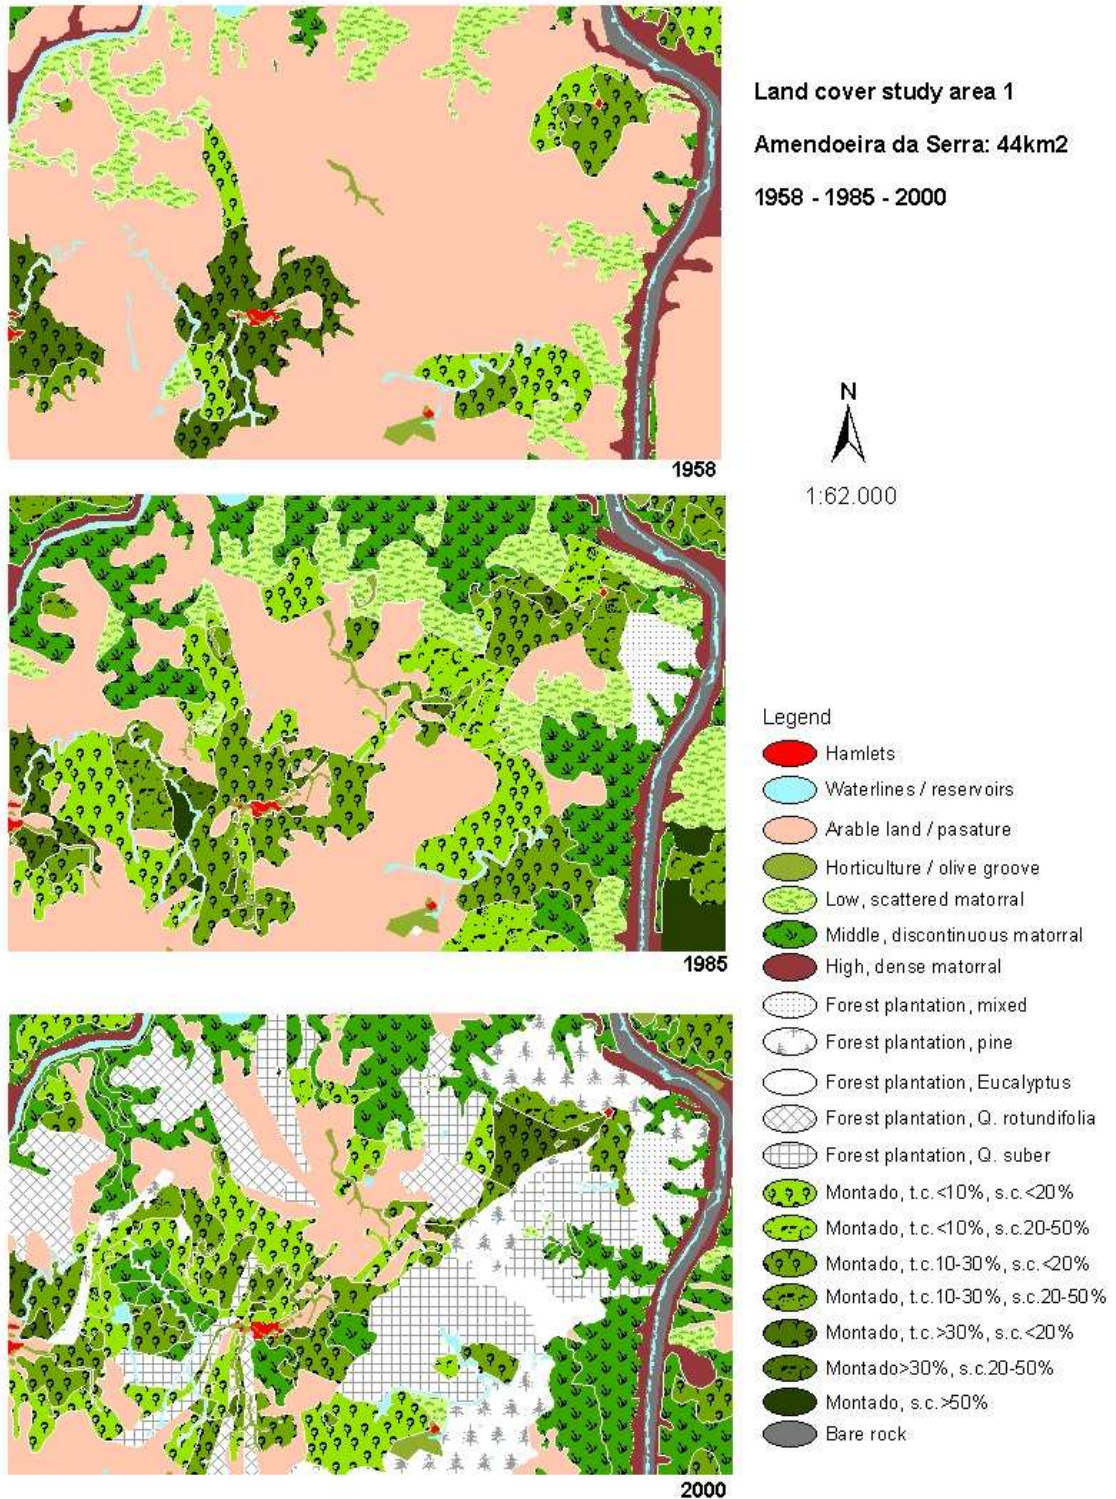 Land cover study area 1
Amendoeira da Serra: 44km2
1958 - 1985 - 2000
N
1:62.000
1958
1985
Legend
Hamlets
Waterlines / reservoirs
Arable land / pasature
Horticulture / olive groove
Low, scattered matorral
Middle, discontinuous matorral
High, dense matorral
Forest plantation, mixed
Forest plantation, pine
Forest plantation, Eucalyptus
Forest plantation, Q. rotundifolia
Forest plantation, Q. suber
Montado, t.c.<10%, s.c.<20%
Montado, t.c.<10%, s.c.20-50%
Montado, t.c.10-30%, s.c.<20%
Montado, t.c.10-30%, s.c.20-50%
Montado, t.c.>30%, s.c.<20%
Montado>30%, s.c.20-50%
Montado, s.c.>50%
Bare rock
2000